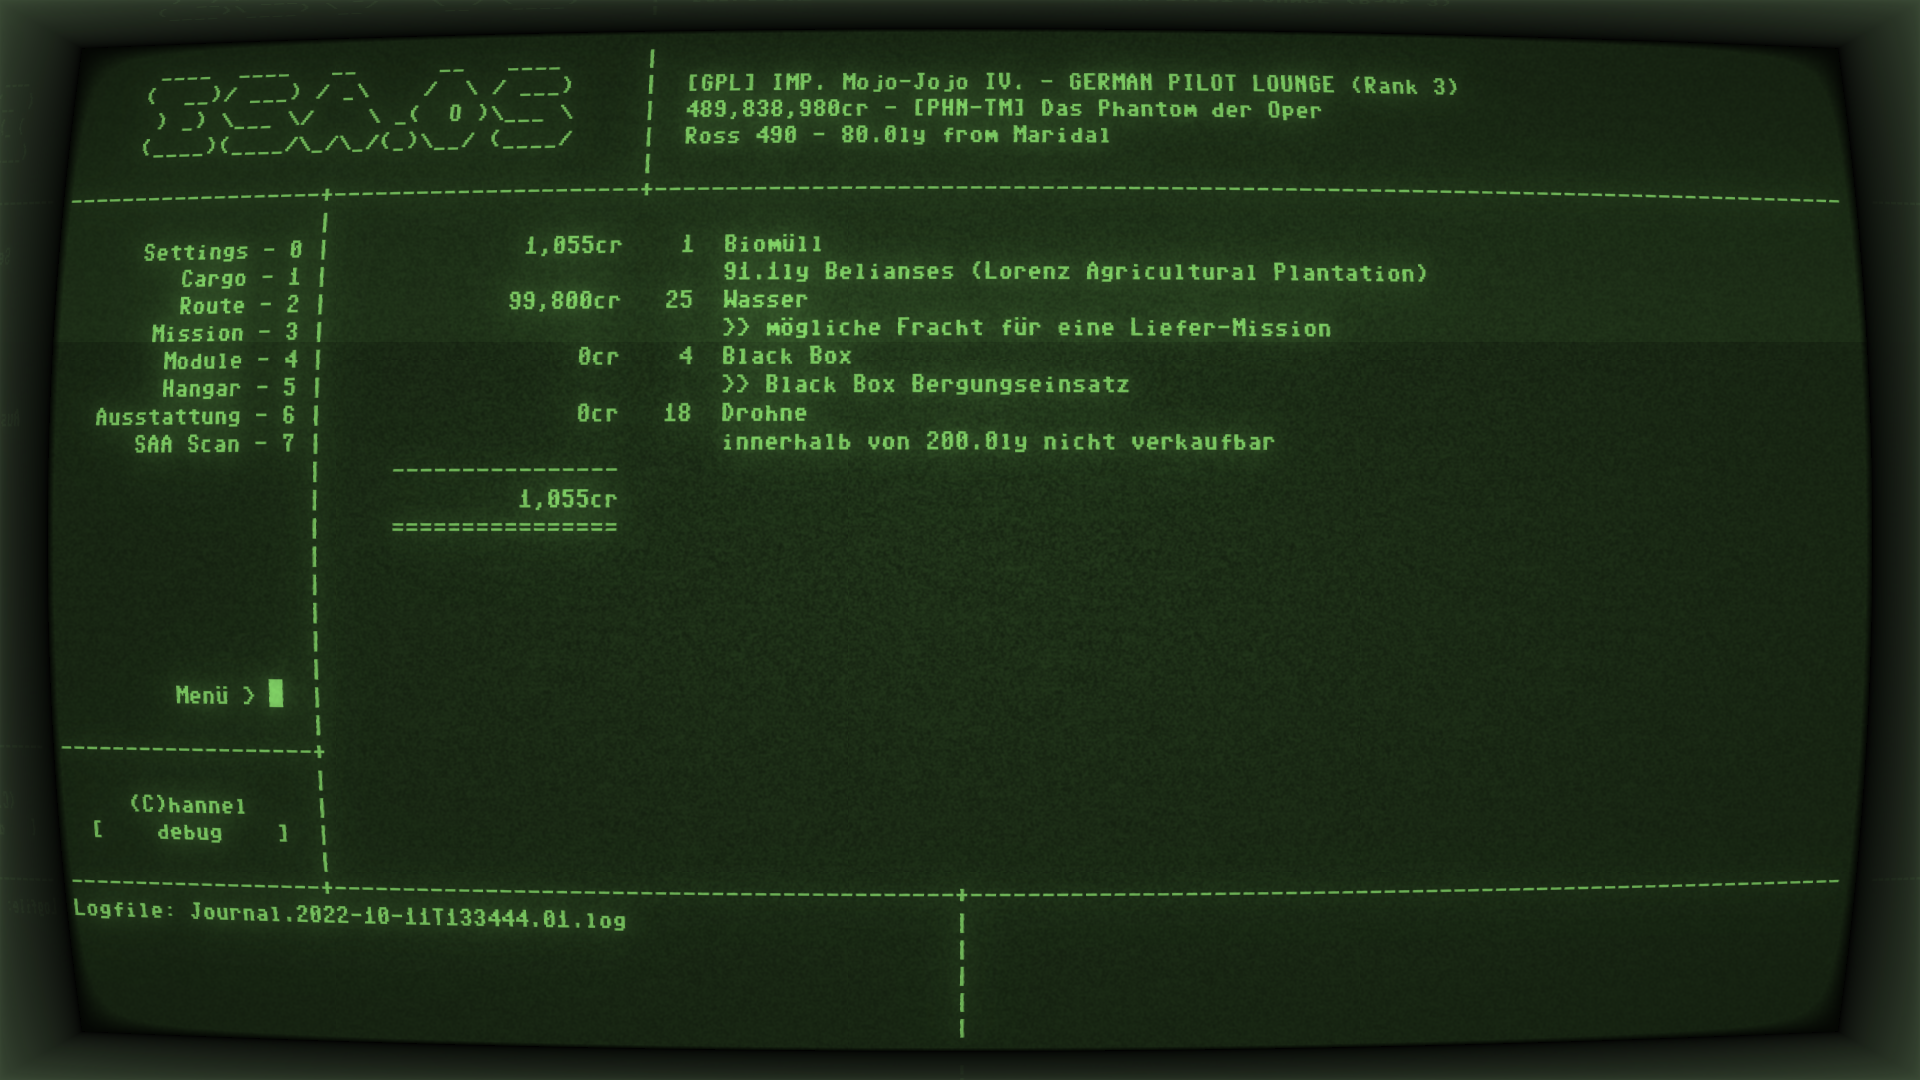 [GPL] IMP. Mojo-Jojo IV. - GERMAN PILOT LOUNGE (Rank 3)
489,838,980cr - [PHN-TM] Das Phantom der Oper
Ross 490 - 80.0ly from Maridal
Settings - 0
Cargo - 1
Route - 2
Mission - 3
Module - 4
Hangar - 5
Ausstattung - 6
SAA Scan - 7
Menü >
(C)hannel
[ debug ]
1,055cr 1 Biomüll
91.1ly Belianses (Lorenz Agricultural Plantation)
99,800cr 25 Wasser
>> mögliche Fracht für eine Liefer-Mission
0cr 4 Black Box
>> Black Box Bergungseinsatz
0cr 18 Drohne
innerhalb von 200.0ly nicht verkaufbar
----------------
1,055cr
================
Logfile: Journal.2022-10-11T133444.01.log